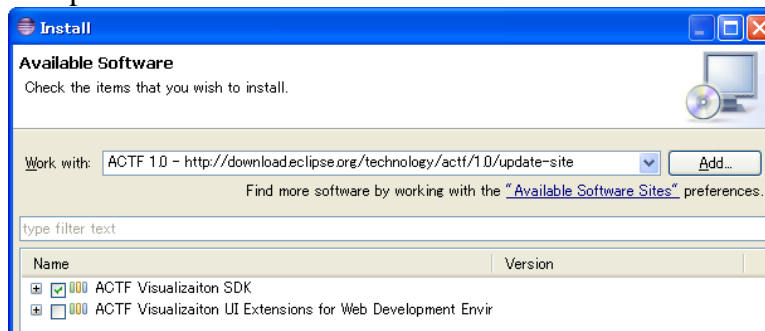 Install
Available Software
Check the items that you wish to install.
Work with: ACTF 1.0 - http://download.eclipse.org/technology/actf/1.0/update-site Add...
Find more software by working with the "Available Software Sites" preferences.
type filter text
Name Version
ACTF Visualizaiton SDK
ACTF Visualizaiton UI Extensions for Web Development Envir